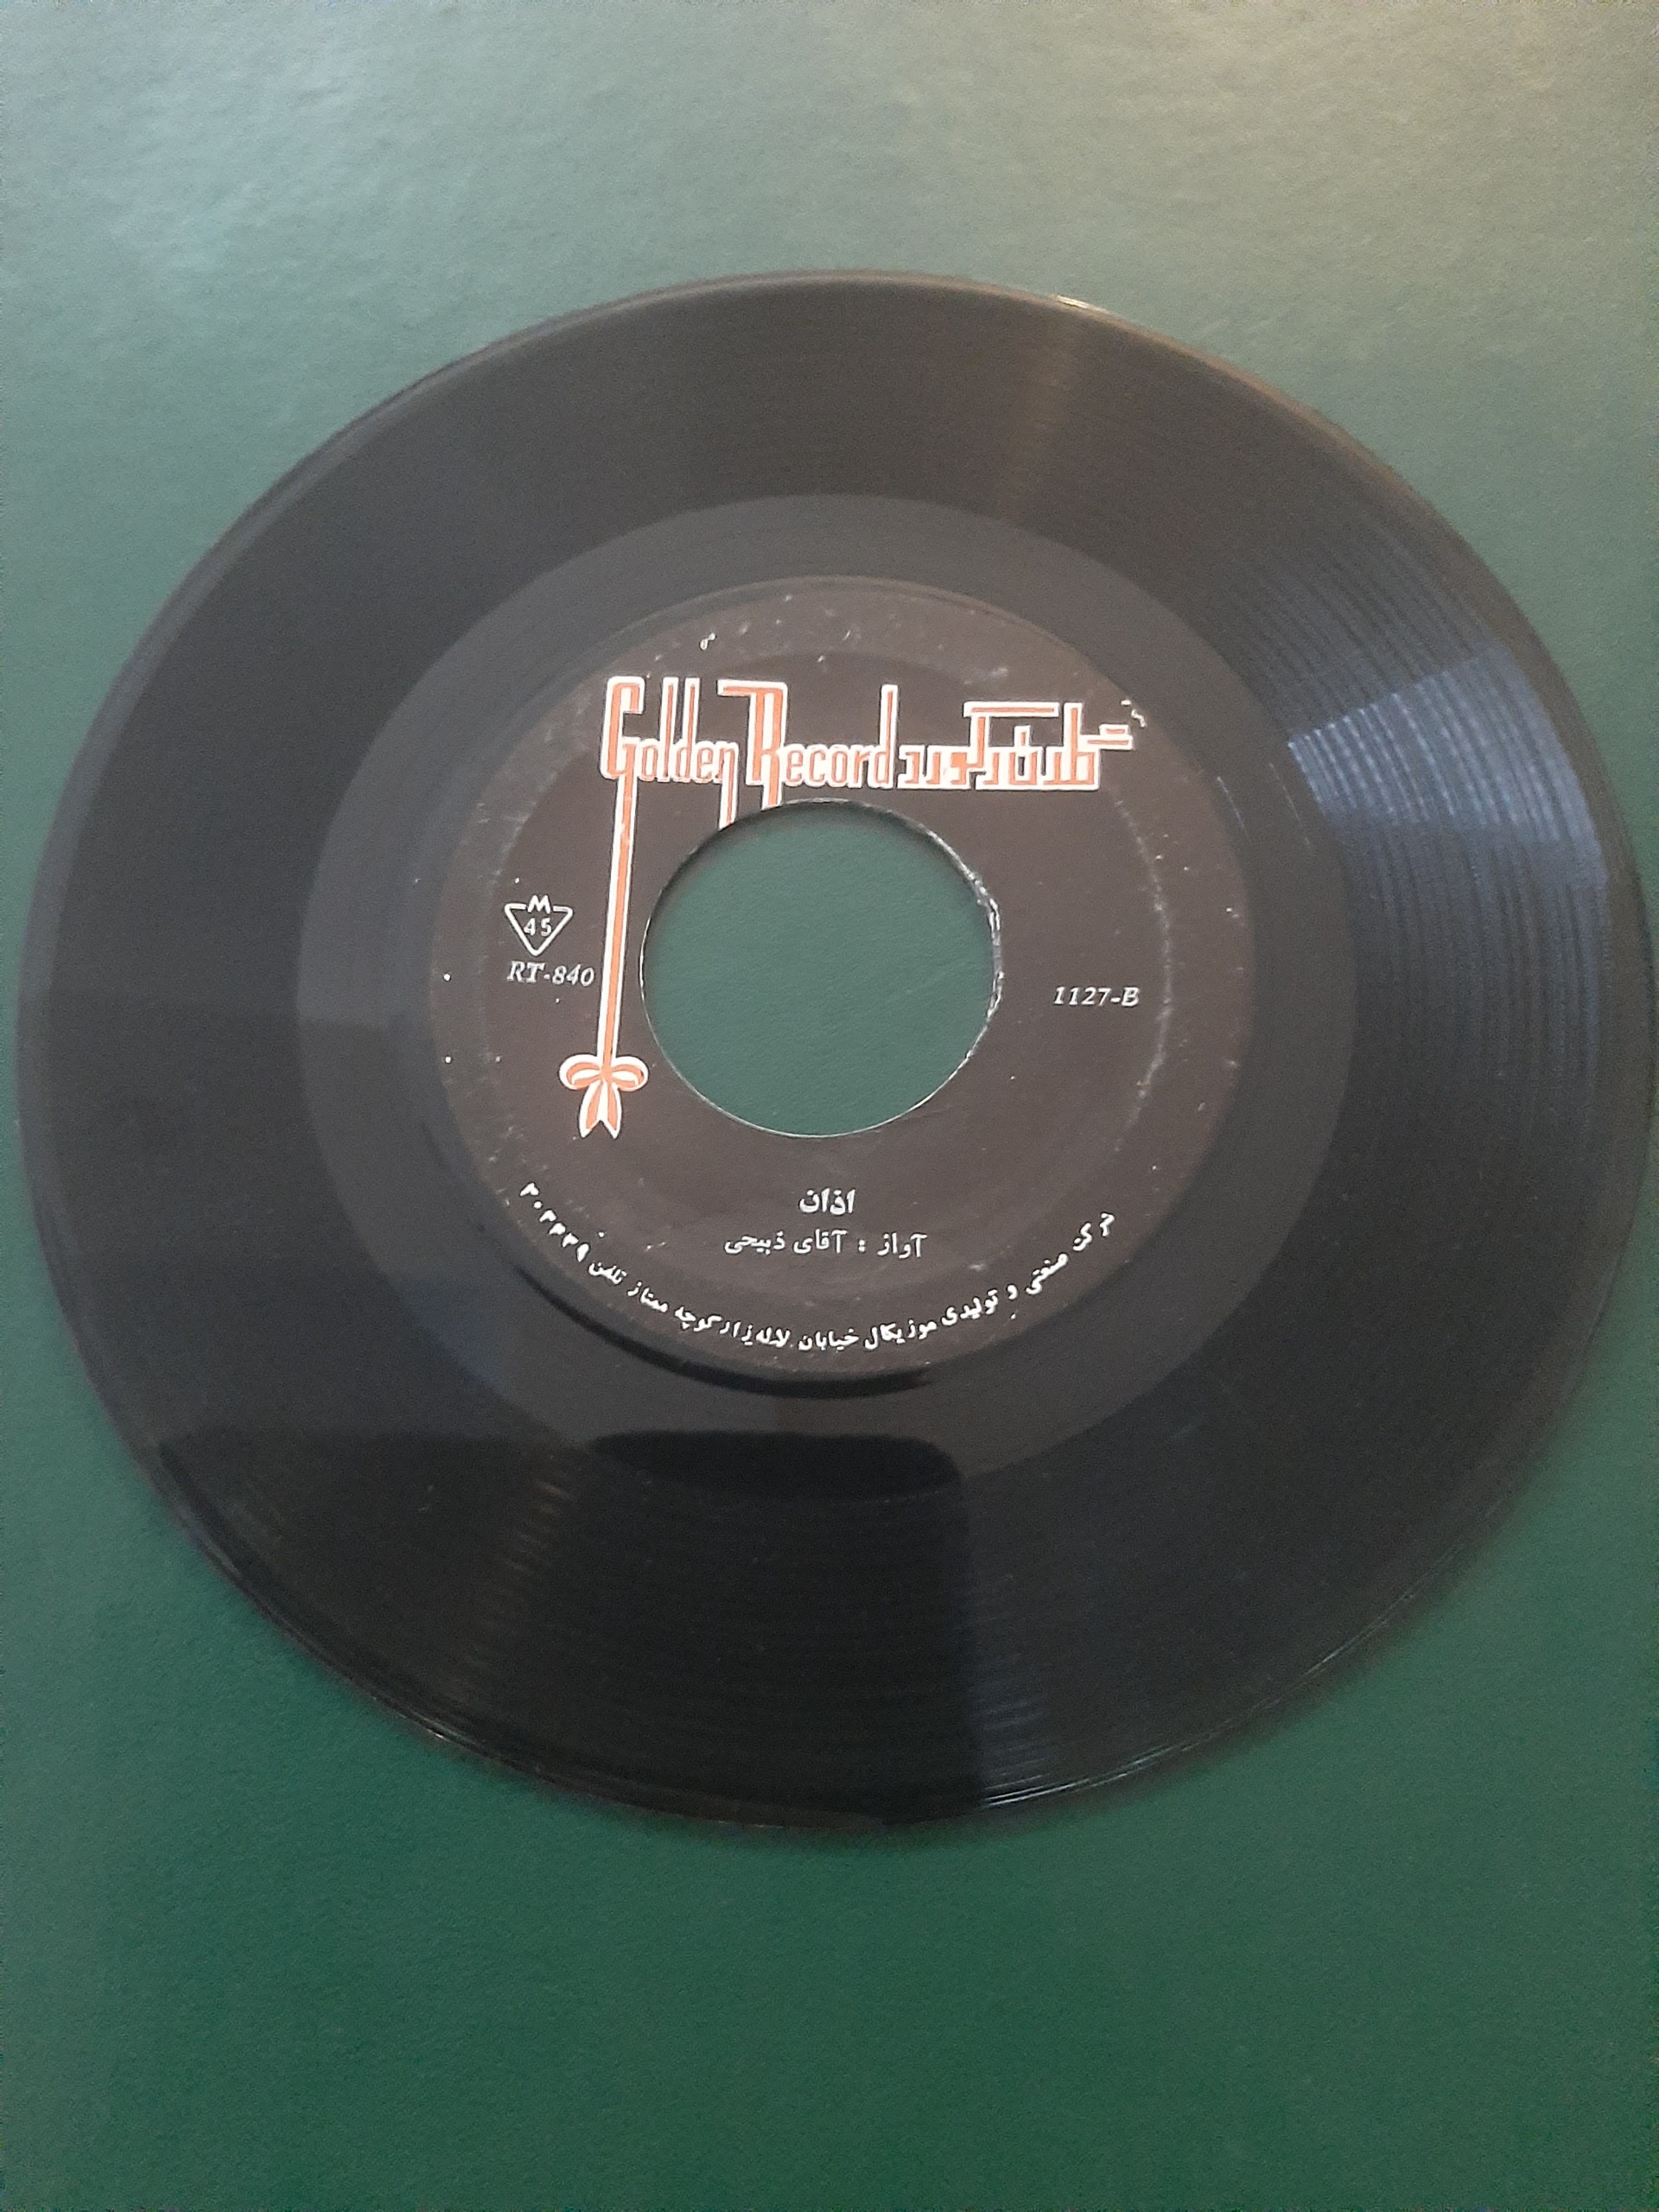 Golden Record گلدن رکورد
M
45
RT-840
1127-B
اذان
آواز : آقای ذبیحی
شرکت صنعتی و تولیدی موزیکال خیابان لاله‌زار کوچه ممتاز تلفن